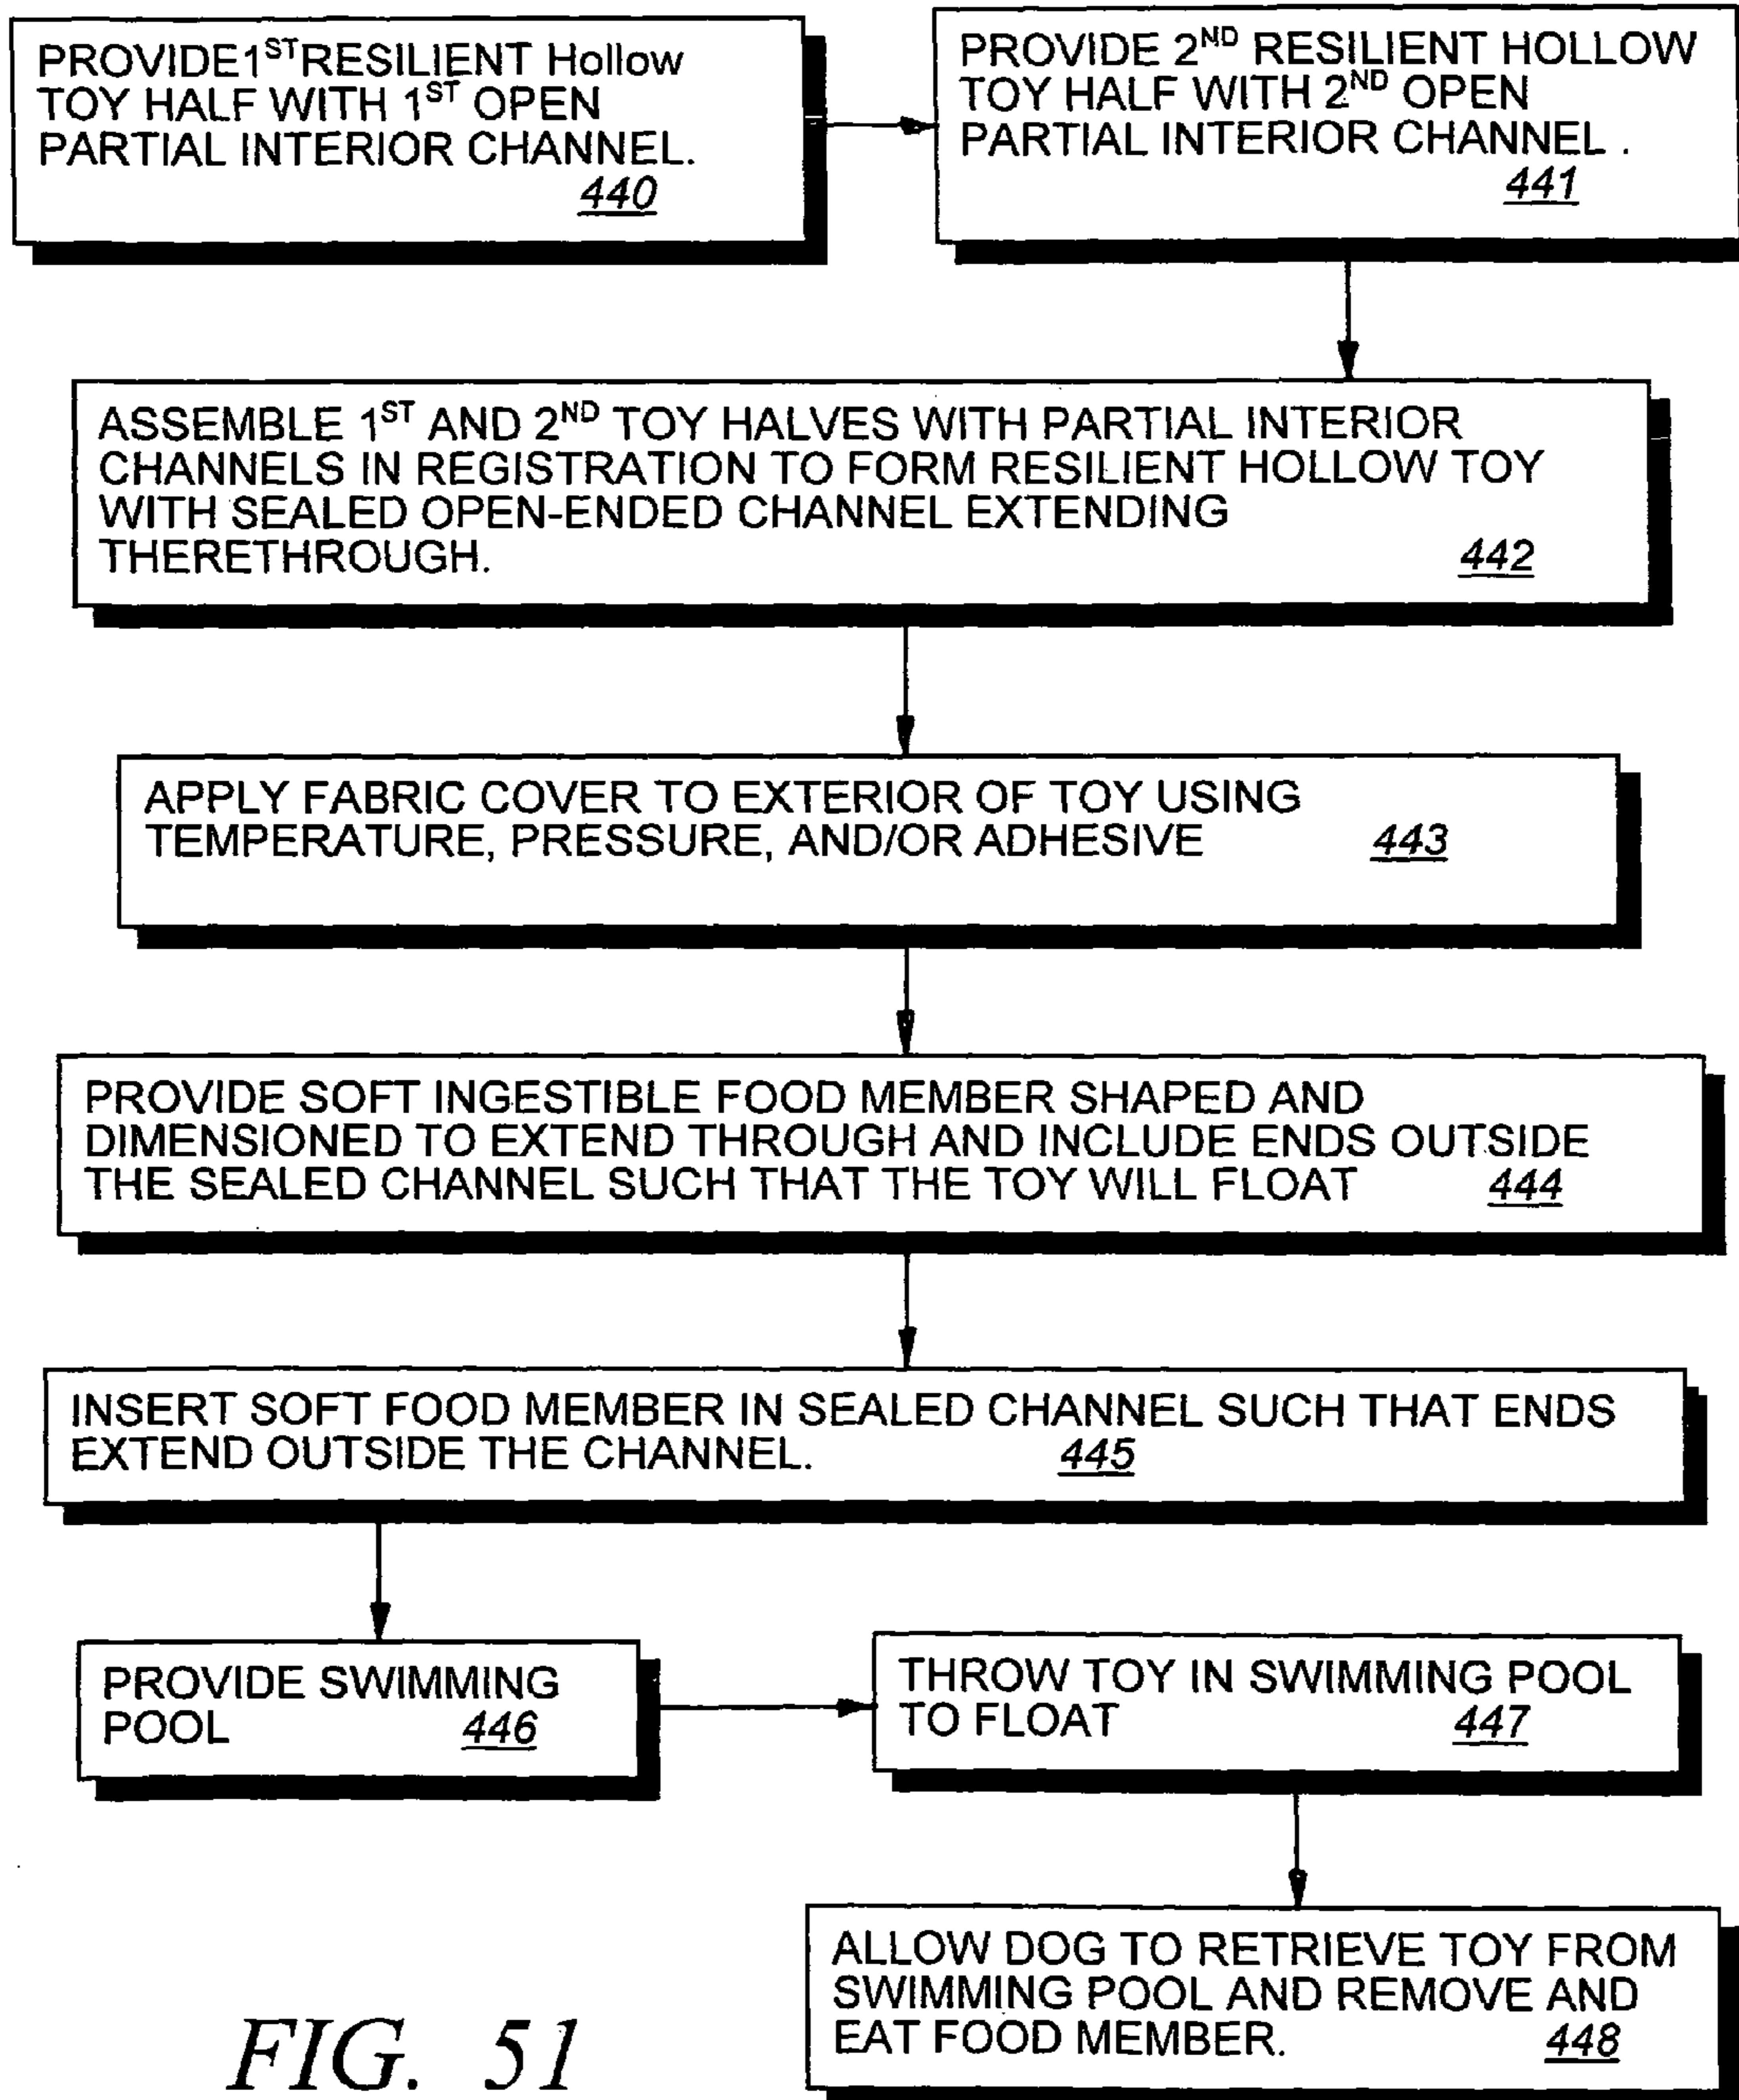 PROVIDE 1ST RESILIENT Hollow
TOY HALF WITH 1ST OPEN
PARTIAL INTERIOR CHANNEL.
440
PROVIDE 2ND RESILIENT HOLLOW
TOY HALF WITH 2ND OPEN
PARTIAL INTERIOR CHANNEL .
441
ASSEMBLE 1ST AND 2ND TOY HALVES WITH PARTIAL INTERIOR
CHANNELS IN REGISTRATION TO FORM RESILIENT HOLLOW TOY
WITH SEALED OPEN-ENDED CHANNEL EXTENDING
THERETHROUGH. 442
APPLY FABRIC COVER TO EXTERIOR OF TOY USING
TEMPERATURE, PRESSURE, AND/OR ADHESIVE 443
PROVIDE SOFT INGESTIBLE FOOD MEMBER SHAPED AND
DIMENSIONED TO EXTEND THROUGH AND INCLUDE ENDS OUTSIDE
THE SEALED CHANNEL SUCH THAT THE TOY WILL FLOAT 444
INSERT SOFT FOOD MEMBER IN SEALED CHANNEL SUCH THAT ENDS
EXTEND OUTSIDE THE CHANNEL. 445
PROVIDE SWIMMING
POOL 446
THROW TOY IN SWIMMING POOL
TO FLOAT 447
ALLOW DOG TO RETRIEVE TOY FROM
SWIMMING POOL AND REMOVE AND
EAT FOOD MEMBER. 448
FIG. 51